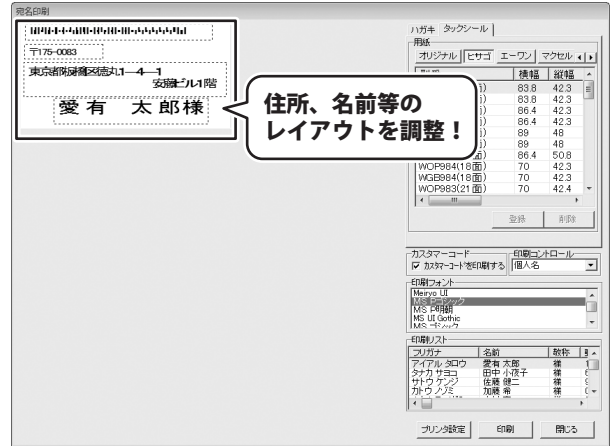 宛名印刷
〒175-0083
東京都板橋区徳丸1―4―1
安藤ビル1階
愛有 太郎様
住所、名前等の
レイアウトを調整！
ハガキ タックシール
用紙
オリジナル ヒサゴ エーワン マクセル
横幅 縦幅
83.8 42.3
83.8 42.3
86.4 42.3
86.4 42.3
89 48
89 48
86.4 50.8
WOP984(18面) 70 42.3
WGB984(18面) 70 42.3
WOP983(21面) 70 42.4
登録 削除
カスタマーコード
カスタマーコードを印刷する
印刷コントロール
個人名
印刷フォント
Meiryo UI
MS Pゴシック
MS P明朝
MS UI Gothic
MS ゴシック
印刷リスト
フリガナ 名前 敬称
アイアル タロウ 愛有 太郎 様
タナカ サヨコ 田中 小夜子 様
サトウ ケンジ 佐藤 健二 様
カトウ ノゾミ 加藤 希 様
プリンタ設定 印刷 閉じる